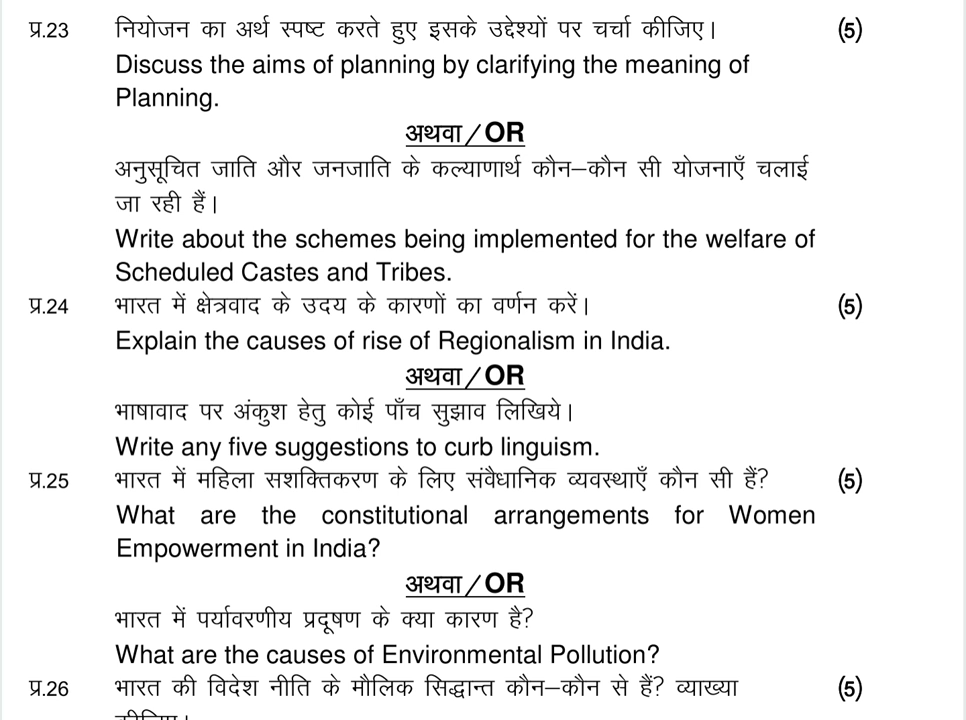 प्र.23 नियोजन का अर्थ स्पष्ट करते हुए इसके उद्देश्यों पर चर्चा कीजिए। (5)
Discuss the aims of planning by clarifying the meaning of
Planning.
अथवा/OR
अनुसूचित जाति और जनजाति के कल्याणार्थ कौन–कौन सी योजनाएँ चलाई
जा रही हैं।
Write about the schemes being implemented for the welfare of
Scheduled Castes and Tribes.
प्र.24 भारत में क्षेत्रवाद के उदय के कारणों का वर्णन करें। (5)
Explain the causes of rise of Regionalism in India.
अथवा/OR
भाषावाद पर अंकुश हेतु कोई पाँच सुझाव लिखिये।
Write any five suggestions to curb linguism.
प्र.25 भारत में महिला सशक्तिकरण के लिए संवैधानिक व्यवस्थाएँ कौन सी हैं? (5)
What are the constitutional arrangements for Women
Empowerment in India?
अथवा/OR
भारत में पर्यावरणीय प्रदूषण के क्या कारण है?
What are the causes of Environmental Pollution?
प्र.26 भारत की विदेश नीति के मौलिक सिद्धान्त कौन–कौन से हैं? व्याख्या (5)